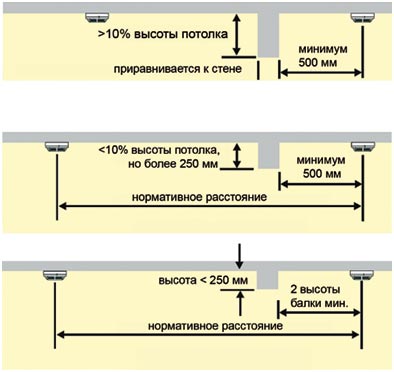 >10% высоты потолка
минимум
500 мм
приравнивается к стене
<10% высоты потолка,
но более 250 мм
минимум
500 мм
нормативное расстояние
высота < 250 мм
2 высоты
балки мин.
нормативное расстояние